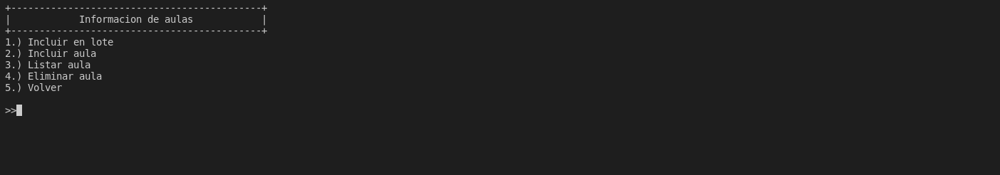 +--------------------------------------------+
|            Informacion de aulas            |
+--------------------------------------------+
1.) Incluir en lote
2.) Incluir aula
3.) Listar aula
4.) Eliminar aula
5.) Volver
>>